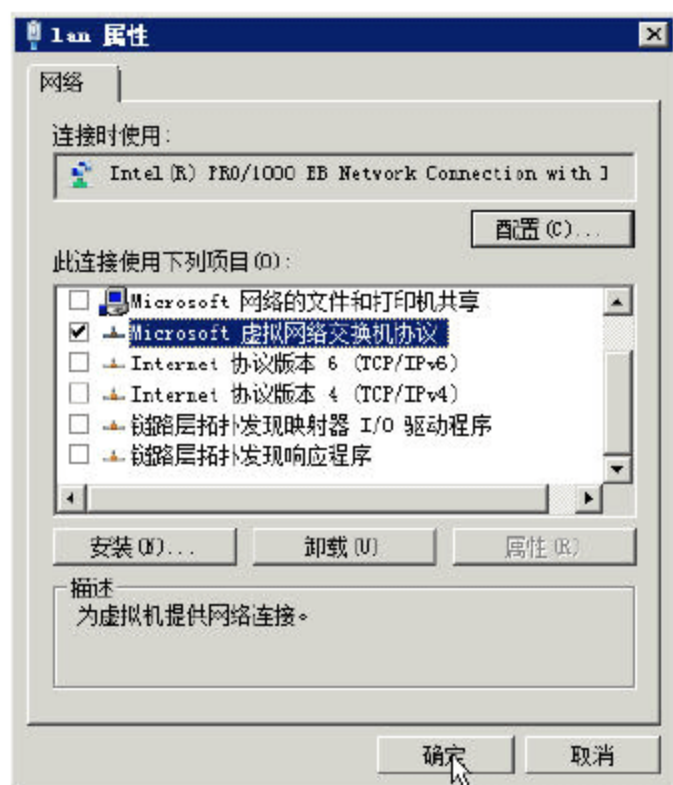 lan 属性
网络
连接时使用:
Intel(R) PRO/1000 EB Network Connection with I
配置(C)...
此连接使用下列项目(O):
Microsoft 网络的文件和打印机共享
Microsoft 虚拟网络交换机协议
Internet 协议版本 6 (TCP/IPv6)
Internet 协议版本 4 (TCP/IPv4)
链路层拓扑发现映射器 I/O 驱动程序
链路层拓扑发现响应程序
安装(N)... 卸载(U) 属性(R)
描述
为虚拟机提供网络连接。
确定 取消